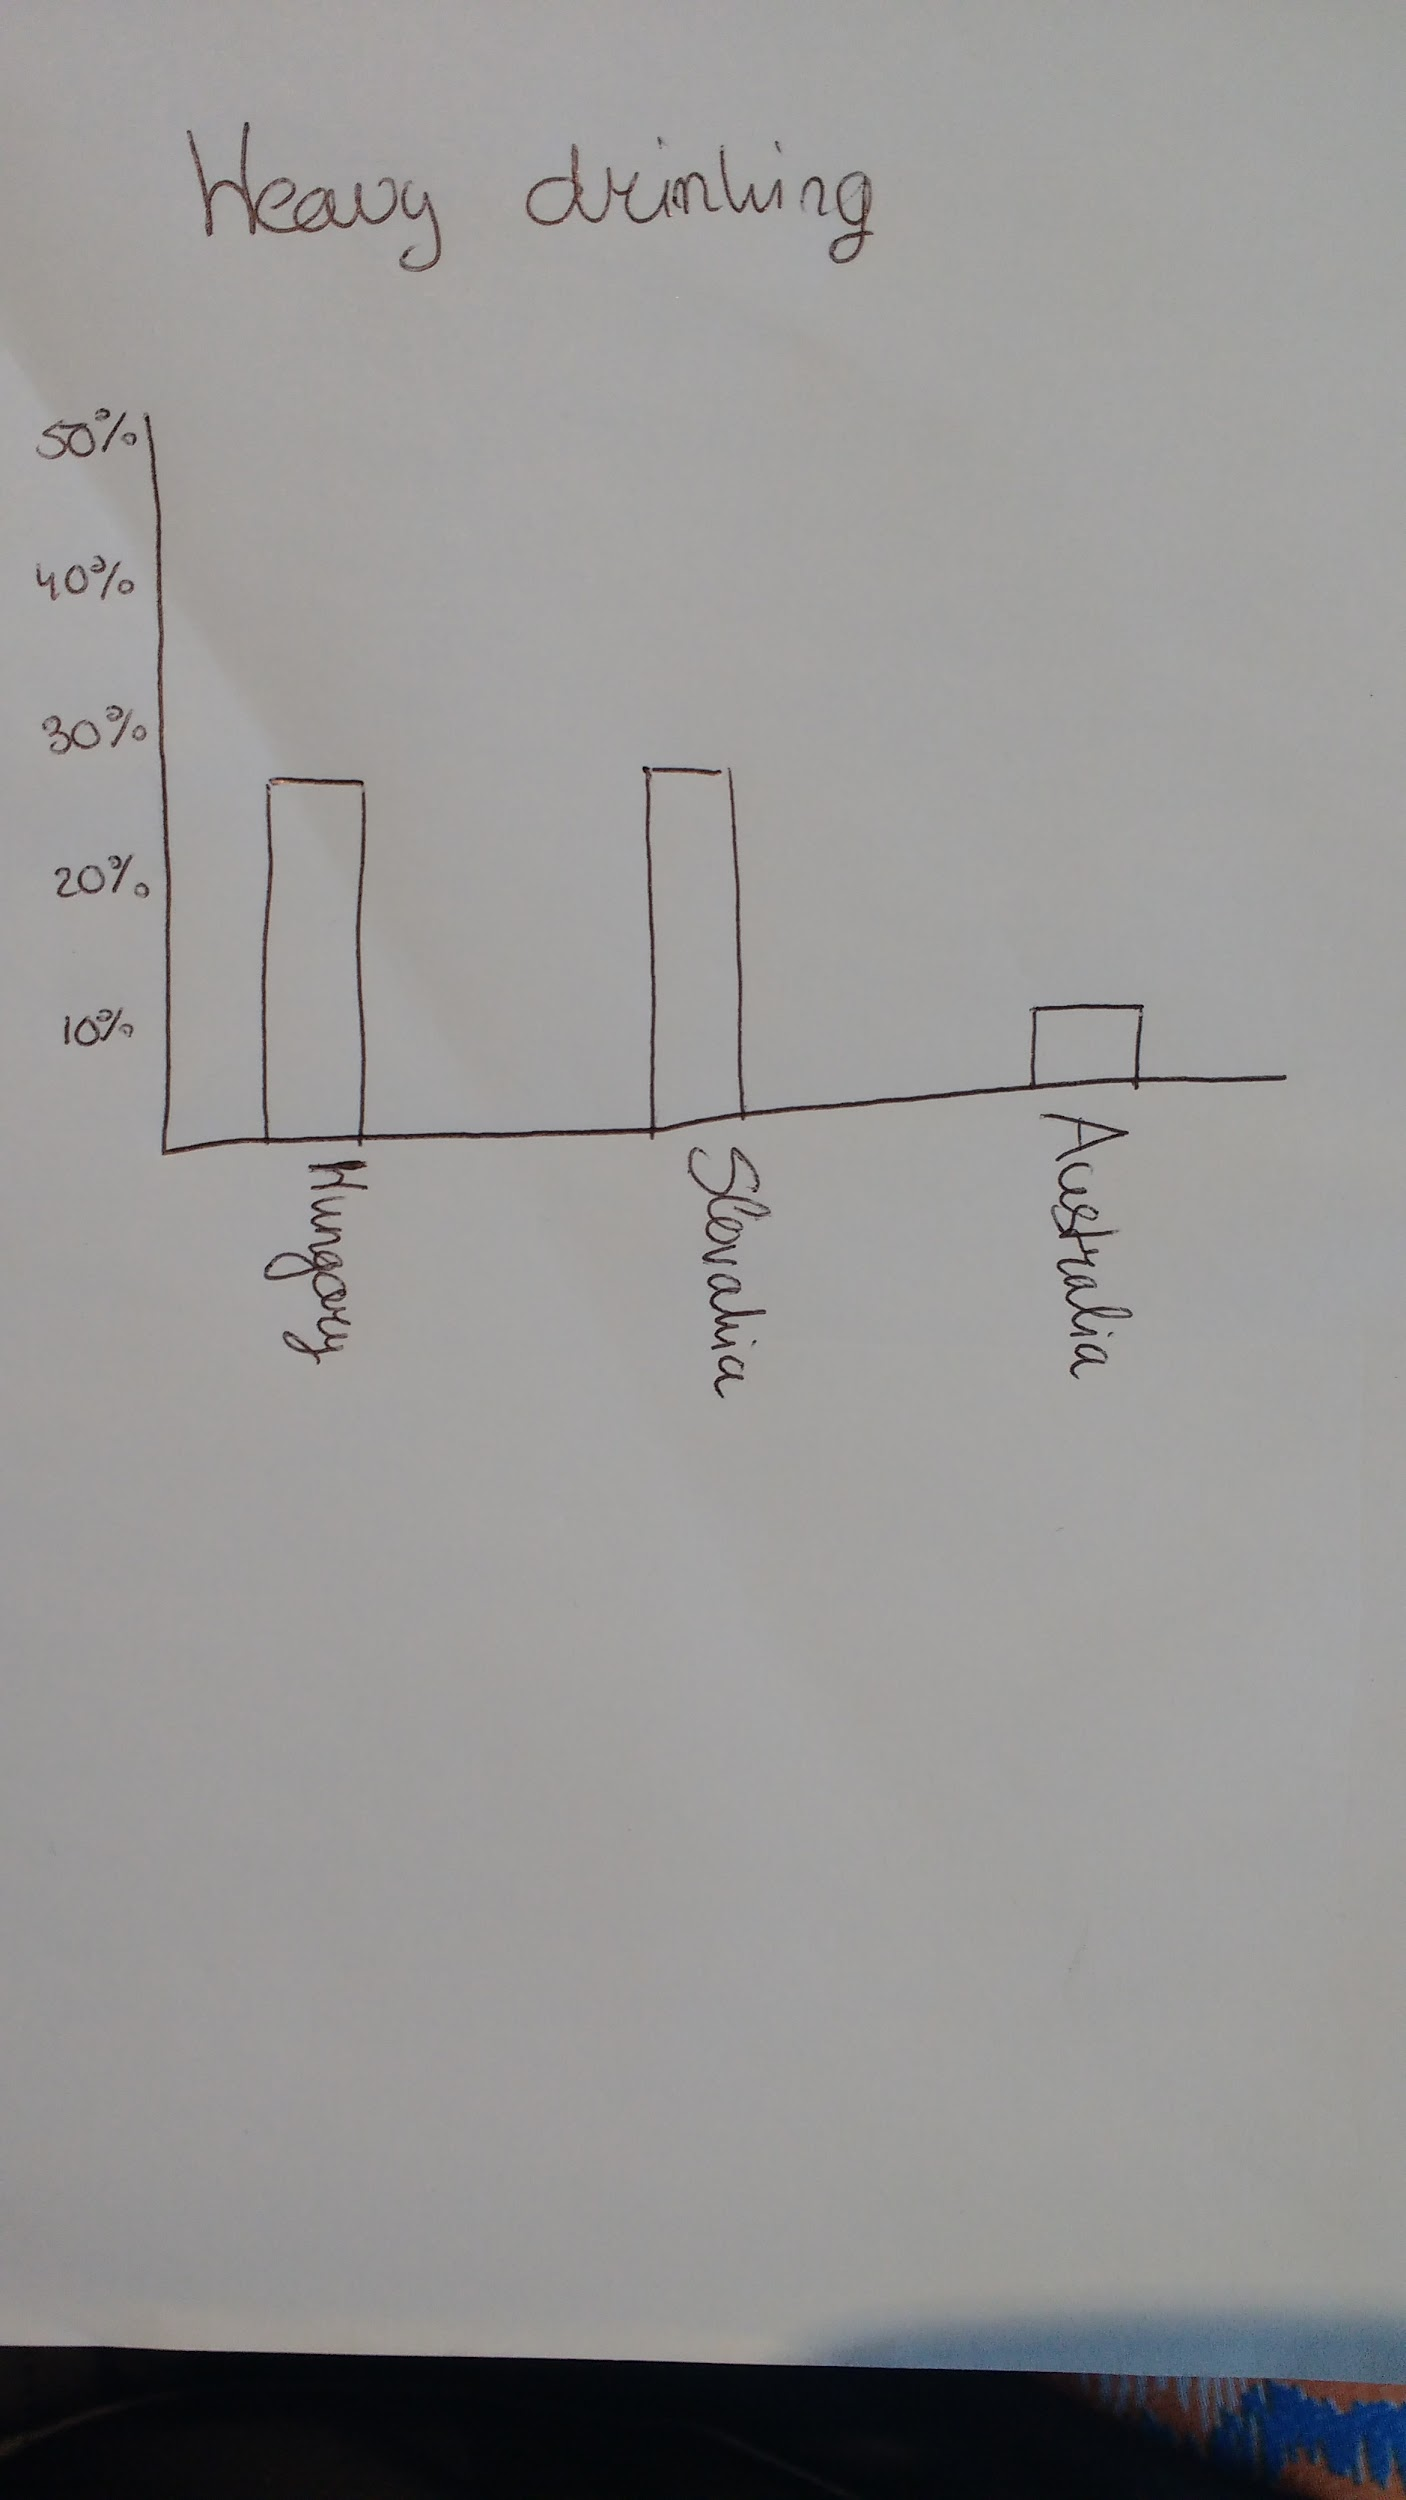 Heavy drinking
50%
40%
30%
20%
10%
Hungary
Slovakia
Australia